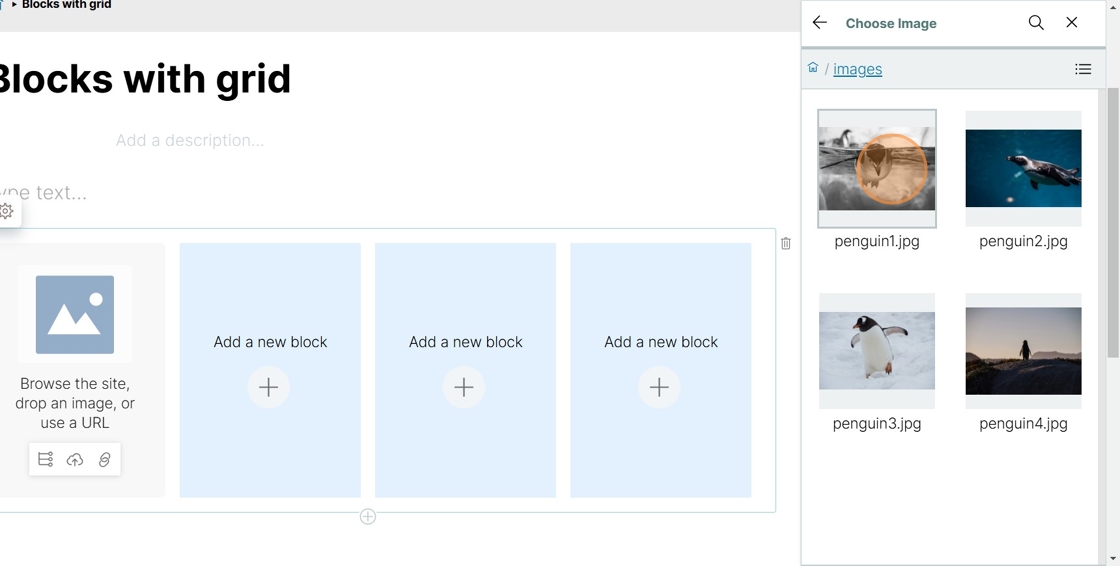 Blocks with grid
Choose Image
/ images
Blocks with grid
Add a description...
ype text...
Add a new block
Add a new block
Add a new block
Browse the site,
drop an image, or
use a URL
penguin1.jpg
penguin2.jpg
penguin3.jpg
penguin4.jpg